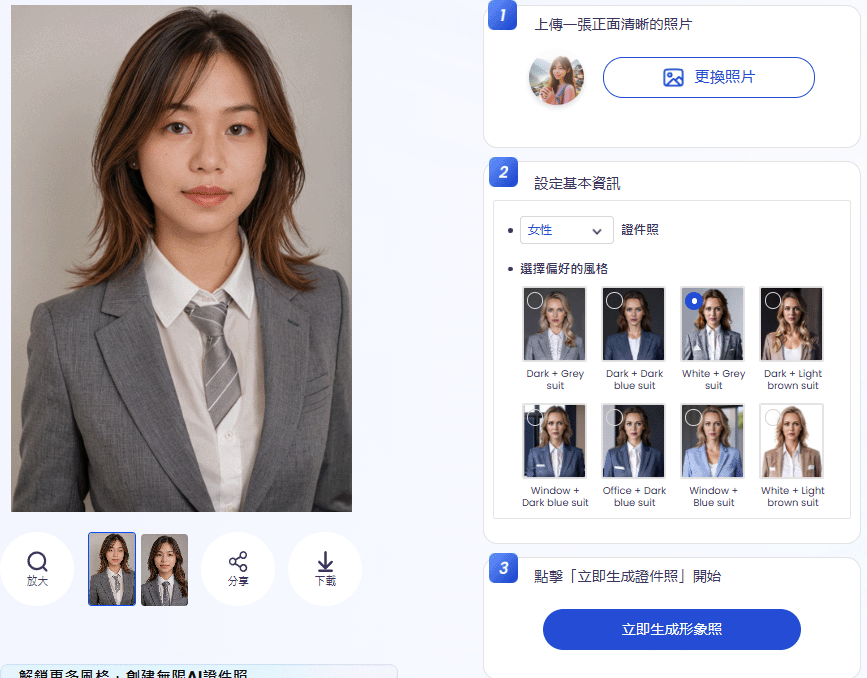 1
上傳一張正面清晰的照片
更換照片
2
設定基本資訊
女性
證件照
選擇偏好的風格
Dark + Grey
suit
Dark + Dark
blue suit
White + Grey
suit
Dark + Light
brown suit
Window +
Dark blue suit
Office + Dark
blue suit
Window +
Blue suit
White + Light
brown suit
3
點擊「立即生成證件照」開始
立即生成形象照
放大
分享
下載
解鎖更多風格，創建無限AI證件照